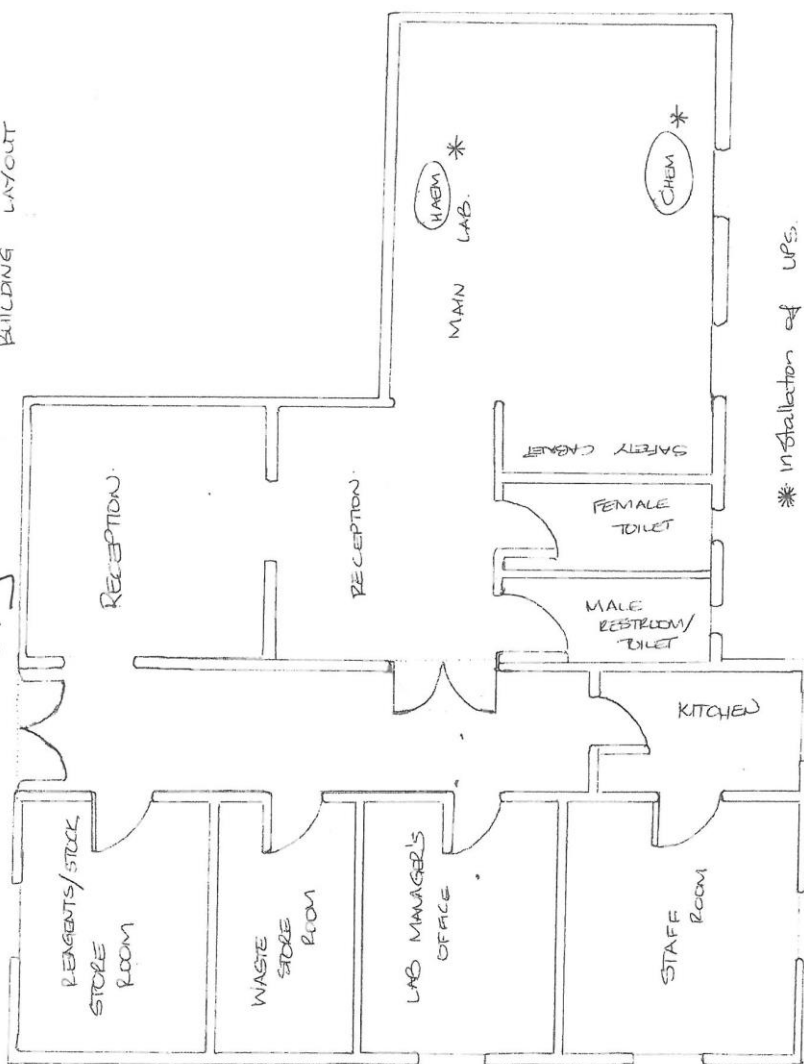 BUILDING LAYOUT
RECEPTION.
RECEPTION.
HAEM
MAIN LAB.
CHEM
SAFETY CABNET
FEMALE
TOILET
MALE
RESTROOM/
TOILET
KITCHEN
REAGENTS/STOCK
STORE
ROOM
WASTE
STORE
ROOM
LAB MANAGER'S
OFFICE
STAFF
ROOM
* installation of UPS.